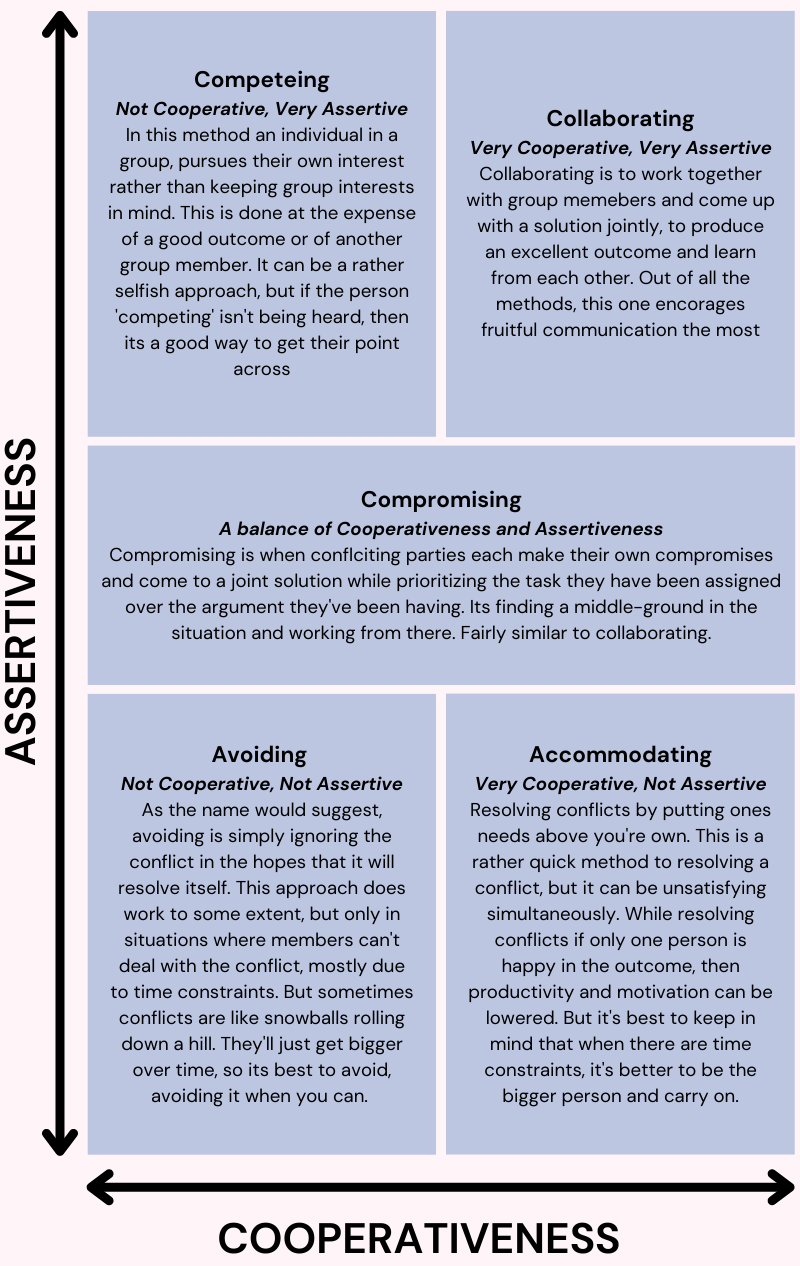 Competeing
Not Cooperative, Very Assertive
In this method an individual in a
group, pursues their own interest
rather than keeping group interests
in mind. This is done at the expense
of a good outcome or of another
group member. It can be a rather
selfish approach, but if the person
'competing' isn't being heard, then
its a good way to get their point
across
Collaborating
Very Cooperative, Very Assertive
Collaborating is to work together
with group memebers and come up
with a solution jointly, to produce
an excellent outcome and learn
from each other. Out of all the
methods, this one encorages
fruitful communication the most
ASSERTIVENESS
Compromising
A balance of Cooperativeness and Assertiveness
Compromising is when conflciting parties each make their own compromises
and come to a joint solution while prioritizing the task they have been assigned
over the argument they've been having. Its finding a middle-ground in the
situation and working from there. Fairly similar to collaborating.
Avoiding
Not Cooperative, Not Assertive
As the name would suggest,
avoiding is simply ignoring the
conflict in the hopes that it will
resolve itself. This approach does
work to some extent, but only in
situations where members can't
deal with the conflict, mostly due
to time constraints. But sometimes
conflicts are like snowballs rolling
down a hill. They'll just get bigger
over time, so its best to avoid,
avoiding it when you can.
Accommodating
Very Cooperative, Not Assertive
Resolving conflicts by putting ones
needs above you're own. This is a
rather quick method to resolving a
conflict, but it can be unsatisfying
simultaneously. While resolving
conflicts if only one person is
happy in the outcome, then
productivity and motivation can be
lowered. But it's best to keep in
mind that when there are time
constraints, it's better to be the
bigger person and carry on.
COOPERATIVENESS